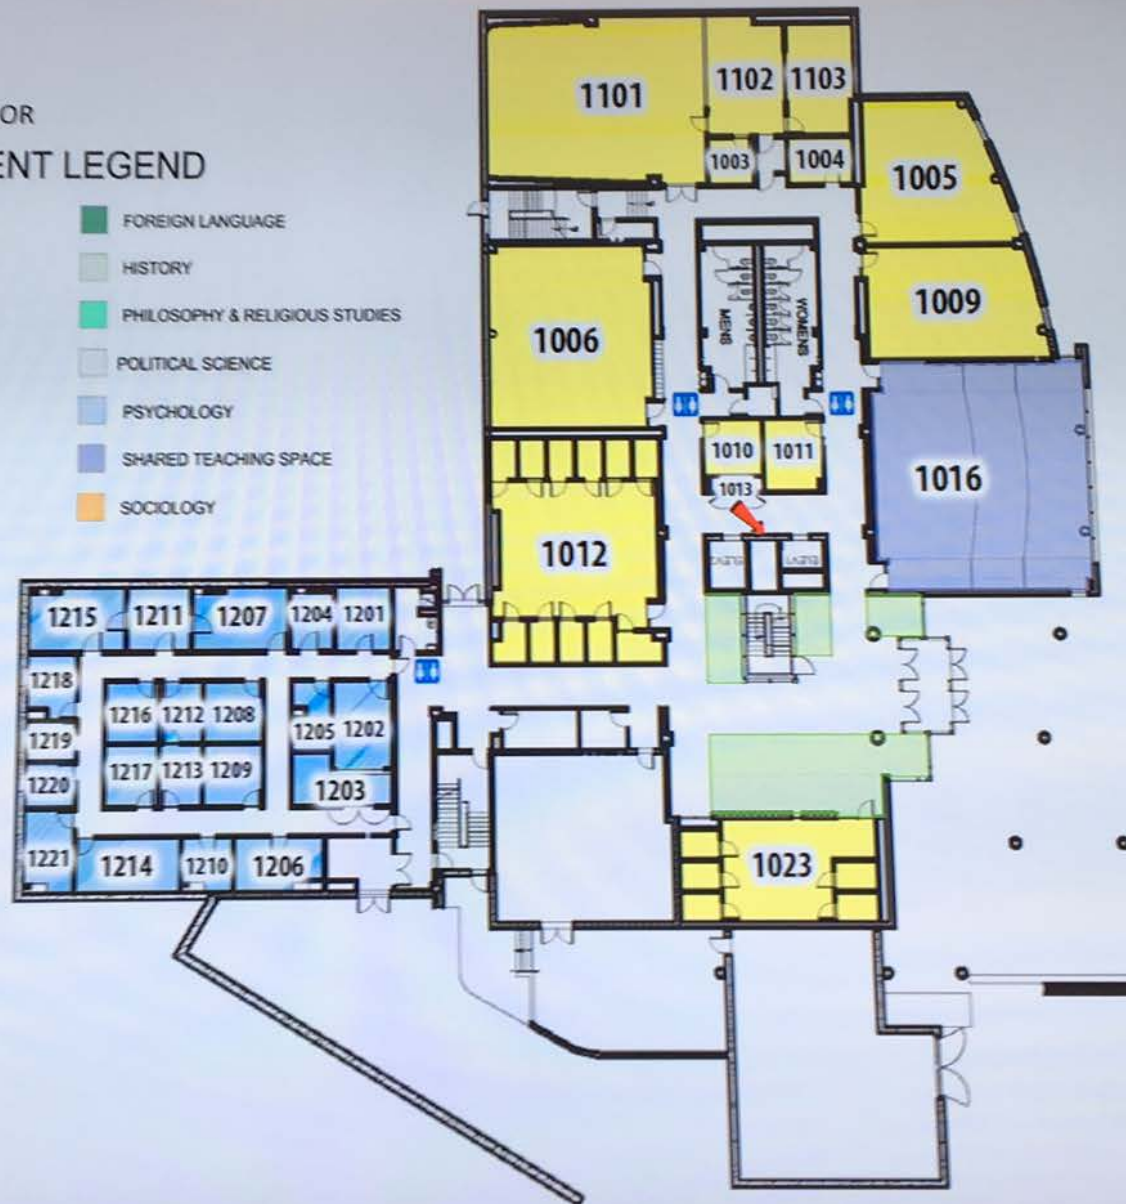 OR
ENT LEGEND
FOREIGN LANGUAGE
HISTORY
PHILOSOPHY & RELIGIOUS STUDIES
POLITICAL SCIENCE
PSYCHOLOGY
SHARED TEACHING SPACE
SOCIOLOGY
1101
1102
1103
1003
1004
1005
1006
MENS
WOMENS
1009
1010
1011
1013
1016
1012
ELEV2
ELEV1
1215
1211
1207
1204
1201
1218
1216
1212
1208
1205
1202
1219
1217
1213
1209
1220
1203
1221
1214
1210
1206
1023